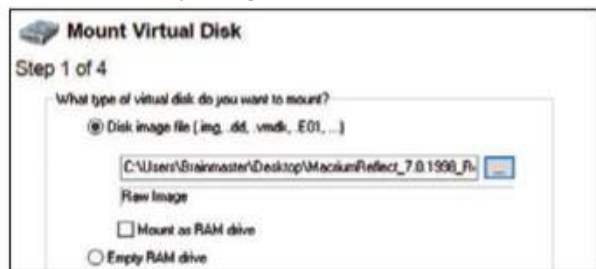 Mount Virtual Disk
Step 1 of 4
What type of virtual disk do you want to mount?
Disk image file (.img, .dd, .vmdk, .E01, ...)
C:\Users\Brainmaster\Desktop\MacriumReflect_7.0.1998_R
...
Raw Image
Mount as RAM drive
Empty RAM drive